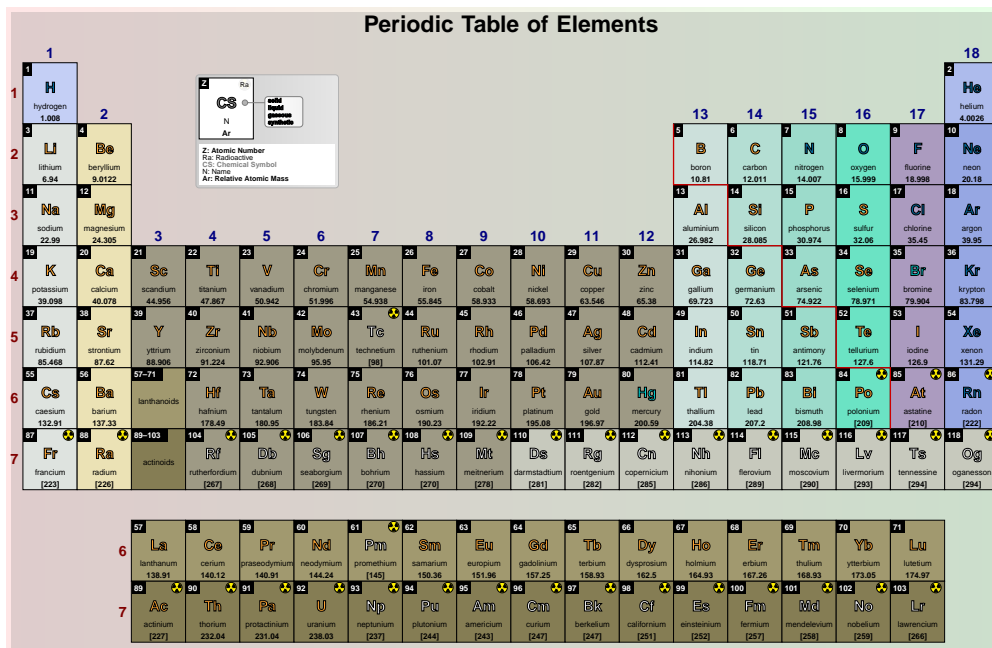 Periodic Table of Elements
1 18
1 H hydrogen 1.008
2 He helium 4.0026
Z Ra
CS
N
Ar
solid
liquid
gaseous
synthetic
Z: Atomic Number
Ra: Radioactive
CS: Chemical Symbol
N: Name
Ar: Relative Atomic Mass
1
2 13 14 15 16 17
3 Li lithium 6.94
4 Be beryllium 9.0122
5 B boron 10.81
6 C carbon 12.011
7 N nitrogen 14.007
8 O oxygen 15.999
9 F fluorine 18.998
10 Ne neon 20.18
2
11 Na sodium 22.99
12 Mg magnesium 24.305
13 Al aluminium 26.982
14 Si silicon 28.085
15 P phosphorus 30.974
16 S sulfur 32.06
17 Cl chlorine 35.45
18 Ar argon 39.95
3
3 4 5 6 7 8 9 10 11 12
19 K potassium 39.098
20 Ca calcium 40.078
21 Sc scandium 44.956
22 Ti titanium 47.867
23 V vanadium 50.942
24 Cr chromium 51.996
25 Mn manganese 54.938
26 Fe iron 55.845
27 Co cobalt 58.933
28 Ni nickel 58.693
29 Cu copper 63.546
30 Zn zinc 65.38
31 Ga gallium 69.723
32 Ge germanium 72.63
33 As arsenic 74.922
34 Se selenium 78.971
35 Br bromine 79.904
36 Kr krypton 83.798
4
37 Rb rubidium 85.468
38 Sr strontium 87.62
39 Y yttrium 88.906
40 Zr zirconium 91.224
41 Nb niobium 92.906
42 Mo molybdenum 95.95
43 Tc technetium [98]
44 Ru ruthenium 101.07
45 Rh rhodium 102.91
46 Pd palladium 106.42
47 Ag silver 107.87
48 Cd cadmium 112.41
49 In indium 114.82
50 Sn tin 118.71
51 Sb antimony 121.76
52 Te tellurium 127.6
53 I iodine 126.9
54 Xe xenon 131.29
5
55 Cs caesium 132.91
56 Ba barium 137.33
57–71 lanthanoids
72 Hf hafnium 178.49
73 Ta tantalum 180.95
74 W tungsten 183.84
75 Re rhenium 186.21
76 Os osmium 190.23
77 Ir iridium 192.22
78 Pt platinum 195.08
79 Au gold 196.97
80 Hg mercury 200.59
81 Tl thallium 204.38
82 Pb lead 207.2
83 Bi bismuth 208.98
84 Po polonium [209]
85 At astatine [210]
86 Rn radon [222]
6
87 Fr francium [223]
88 Ra radium [226]
89–103 actinoids
104 Rf rutherfordium [267]
105 Db dubnium [268]
106 Sg seaborgium [269]
107 Bh bohrium [270]
108 Hs hassium [270]
109 Mt meitnerium [278]
110 Ds darmstadtium [281]
111 Rg roentgenium [282]
112 Cn copernicium [285]
113 Nh nihonium [286]
114 Fl flerovium [289]
115 Mc moscovium [290]
116 Lv livermorium [293]
117 Ts tennessine [294]
118 Og oganesson [294]
7
57 La lanthanum 138.91
58 Ce cerium 140.12
59 Pr praseodymium 140.91
60 Nd neodymium 144.24
61 Pm promethium [145]
62 Sm samarium 150.36
63 Eu europium 151.96
64 Gd gadolinium 157.25
65 Tb terbium 158.93
66 Dy dysprosium 162.5
67 Ho holmium 164.93
68 Er erbium 167.26
69 Tm thulium 168.93
70 Yb ytterbium 173.05
71 Lu lutetium 174.97
6
89 Ac actinium [227]
90 Th thorium 232.04
91 Pa protactinium 231.04
92 U uranium 238.03
93 Np neptunium [237]
94 Pu plutonium [244]
95 Am americium [243]
96 Cm curium [247]
97 Bk berkelium [247]
98 Cf californium [251]
99 Es einsteinium [252]
100 Fm fermium [257]
101 Md mendelevium [258]
102 No nobelium [259]
103 Lr lawrencium [266]
7